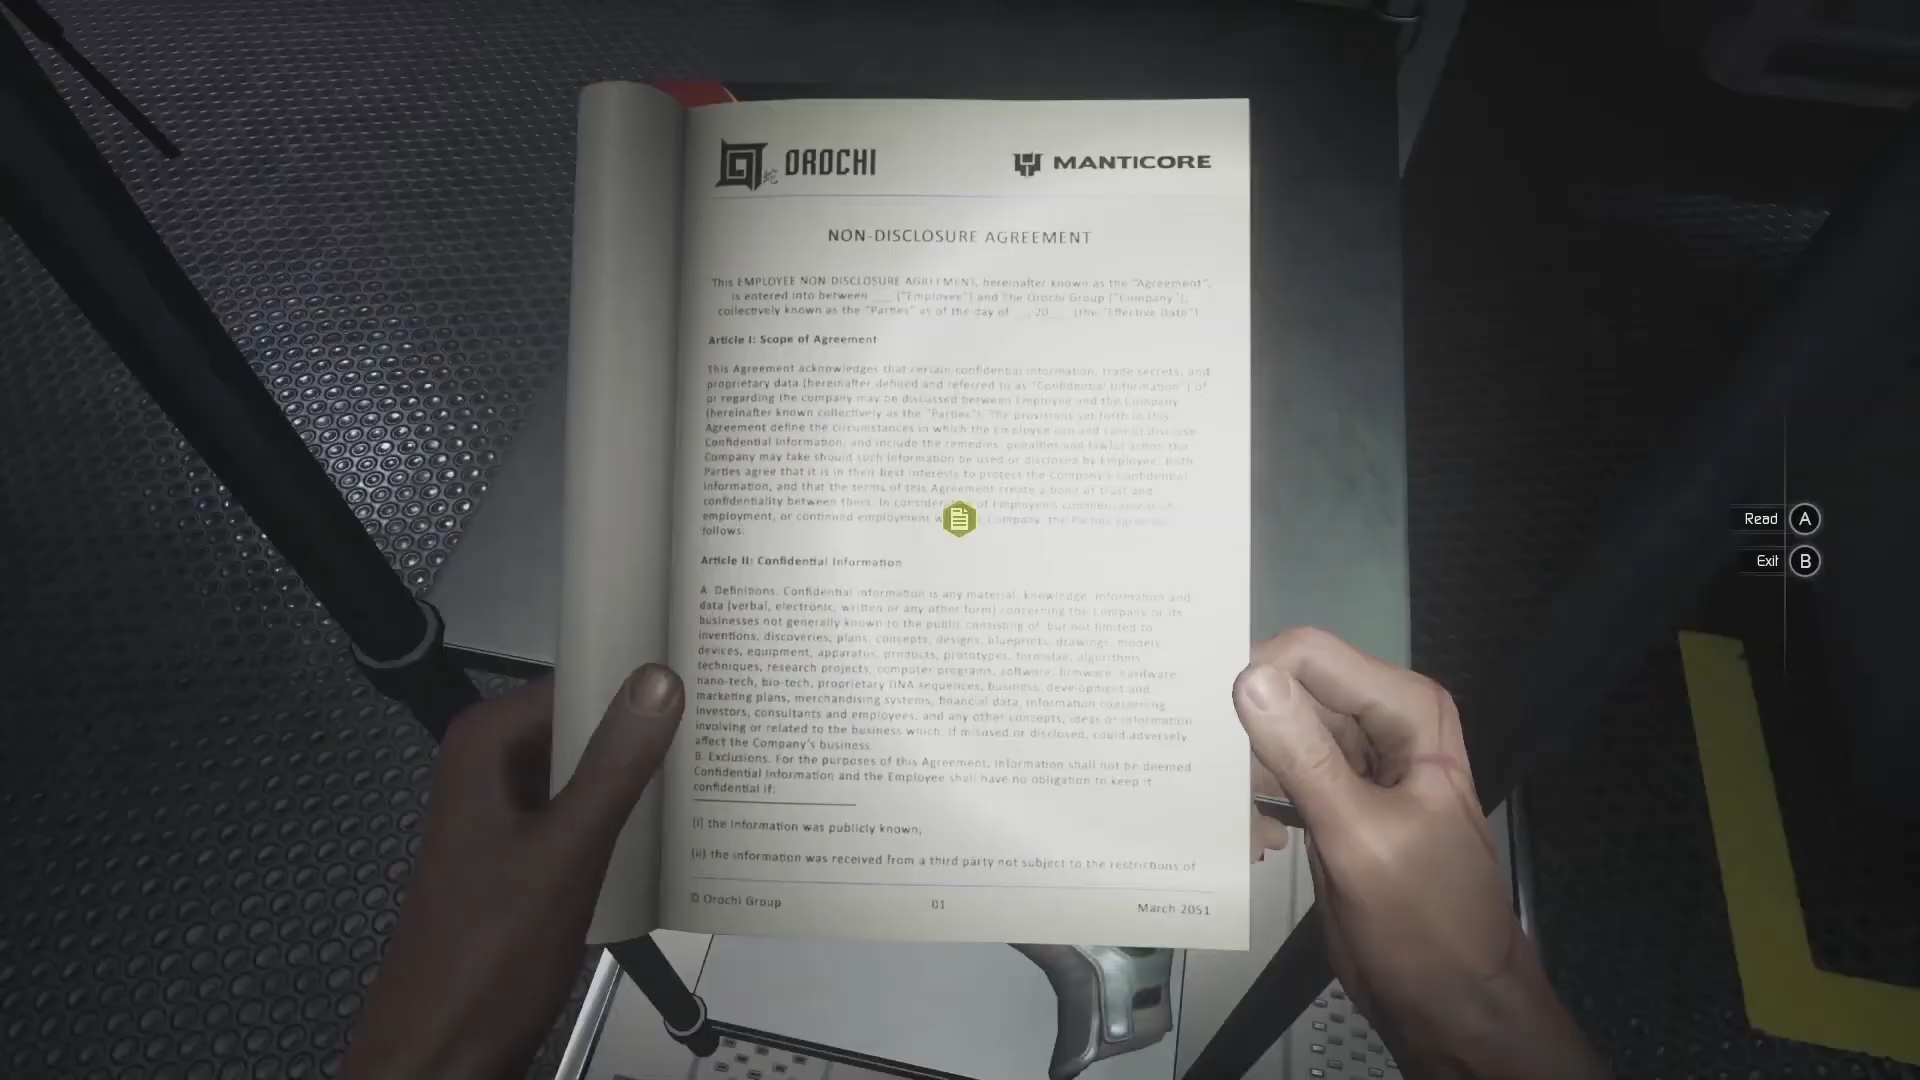 蛇 OROCHI
MANTICORE
NON-DISCLOSURE AGREEMENT
This EMPLOYEE NON-DISCLOSURE AGREEMENT, hereinafter known as the "Agreement",
is entered into between ___ ("Employee") and The Orochi Group ("Company"),
collectively known as the "Parties" as of the day of __ 20__ (the "Effective Date")
Article I: Scope of Agreement
This Agreement acknowledges that certain confidential information, trade secrets, and
proprietary data (hereinafter defined and referred to as "Confidential Information") of
or regarding the company may be discussed between Employee and the Company
(hereinafter known collectively as the "Parties"). The provisions set forth in this
Agreement define the circumstances in which the Employee can and cannot disclose
Confidential Information, and include the remedies, penalties and lawful actions the
Company may take should such information be used or disclosed by Employee. Both
Parties agree that it is in their best interests to protect the Company's Confidential
Information, and that the terms of this Agreement create a bond of trust and
confidentiality between them. In of Employee's
employment, or continued employment Company, the Parties agree as
follows:
Article II: Confidential Information
A. Definitions. Confidential information is any material, knowledge, information and
data (verbal, electronic, written or any other form) concerning the Company or its
businesses not generally known to the public consisting of, but not limited to
inventions, discoveries, plans, concepts, designs, blueprints, drawings, models,
devices, equipment, apparatus, products, prototypes, formulae, algorithms,
techniques, research projects, computer programs, software, firmware, hardware
nano-tech, bio-tech, proprietary DNA sequences, business, development and
marketing plans, merchandising systems, financial data, information concerning
investors, consultants and employees, and any other concepts, ideas or information
involving or related to the business which, if misused or disclosed, could adversely
affect the Company's business.
B. Exclusions. For the purposes of this Agreement, information shall not be deemed
Confidential Information and the Employee shall have no obligation to keep it
confidential if:
(i) the information was publicly known,
(ii) the information was received from a third party not subject to the restrictions of
© Orochi Group 01 March 2051
Read A
Exit B